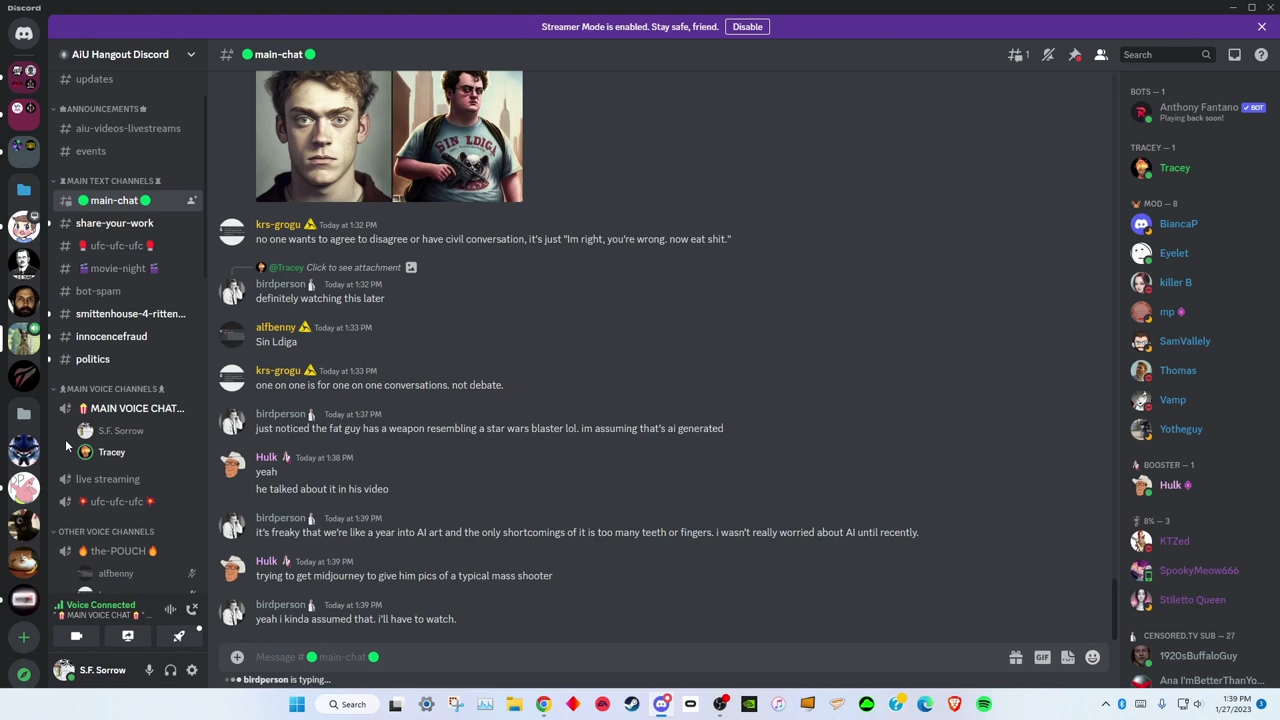 Discord
Streamer Mode is enabled. Stay safe, friend.
Disable
AiU Hangout Discord
main-chat
1
Search
updates
ANNOUNCEMENTS
aiu-videos-livestreams
events
MAIN TEXT CHANNELS
main-chat
share-your-work
ufc-ufc-ufc
movie-night
bot-spam
smittenhouse-4-ritten...
innocencefraud
politics
MAIN VOICE CHANNELS
MAIN VOICE CHAT...
S.F. Sorrow
Tracey
live streaming
ufc-ufc-ufc
OTHER VOICE CHANNELS
the-POUCH
alfbenny
Voice Connected
" MAIN VOICE CHAT " ...
S.F. Sorrow
SIN LDIGA
krs-grogu Today at 1:32 PM
no one wants to agree to disagree or have civil conversation, it's just "Im right, you're wrong. now eat shit."
@Tracey Click to see attachment
birdperson Today at 1:32 PM
definitely watching this later
alfbenny Today at 1:33 PM
Sin Ldiga
krs-grogu Today at 1:33 PM
one on one is for one on one conversations. not debate.
birdperson Today at 1:37 PM
just noticed the fat guy has a weapon resembling a star wars blaster lol. im assuming that's ai generated
Hulk Today at 1:38 PM
yeah
he talked about it in his video
birdperson Today at 1:39 PM
it's freaky that we're like a year into AI art and the only shortcomings of it is too many teeth or fingers. i wasn't really worried about AI until recently.
Hulk Today at 1:39 PM
trying to get midjourney to give him pics of a typical mass shooter
birdperson Today at 1:39 PM
yeah i kinda assumed that. i'll have to watch.
Message # main-chat
GIF
birdperson is typing...
BOTS — 1
Anthony Fantano BOT
Playing back soon!
TRACEY — 1
Tracey
MOD — 8
BiancaP
Eyelet
killer B
mp
SamVallely
Thomas
Vamp
Yotheguy
BOOSTER — 1
Hulk
8% — 3
KTZed
SpookyMeow666
Stiletto Queen
CENSORED.TV SUB — 27
1920sBuffaloGuy
Ana I'mBetterThanYo...
Search
1:39 PM
1/27/2023